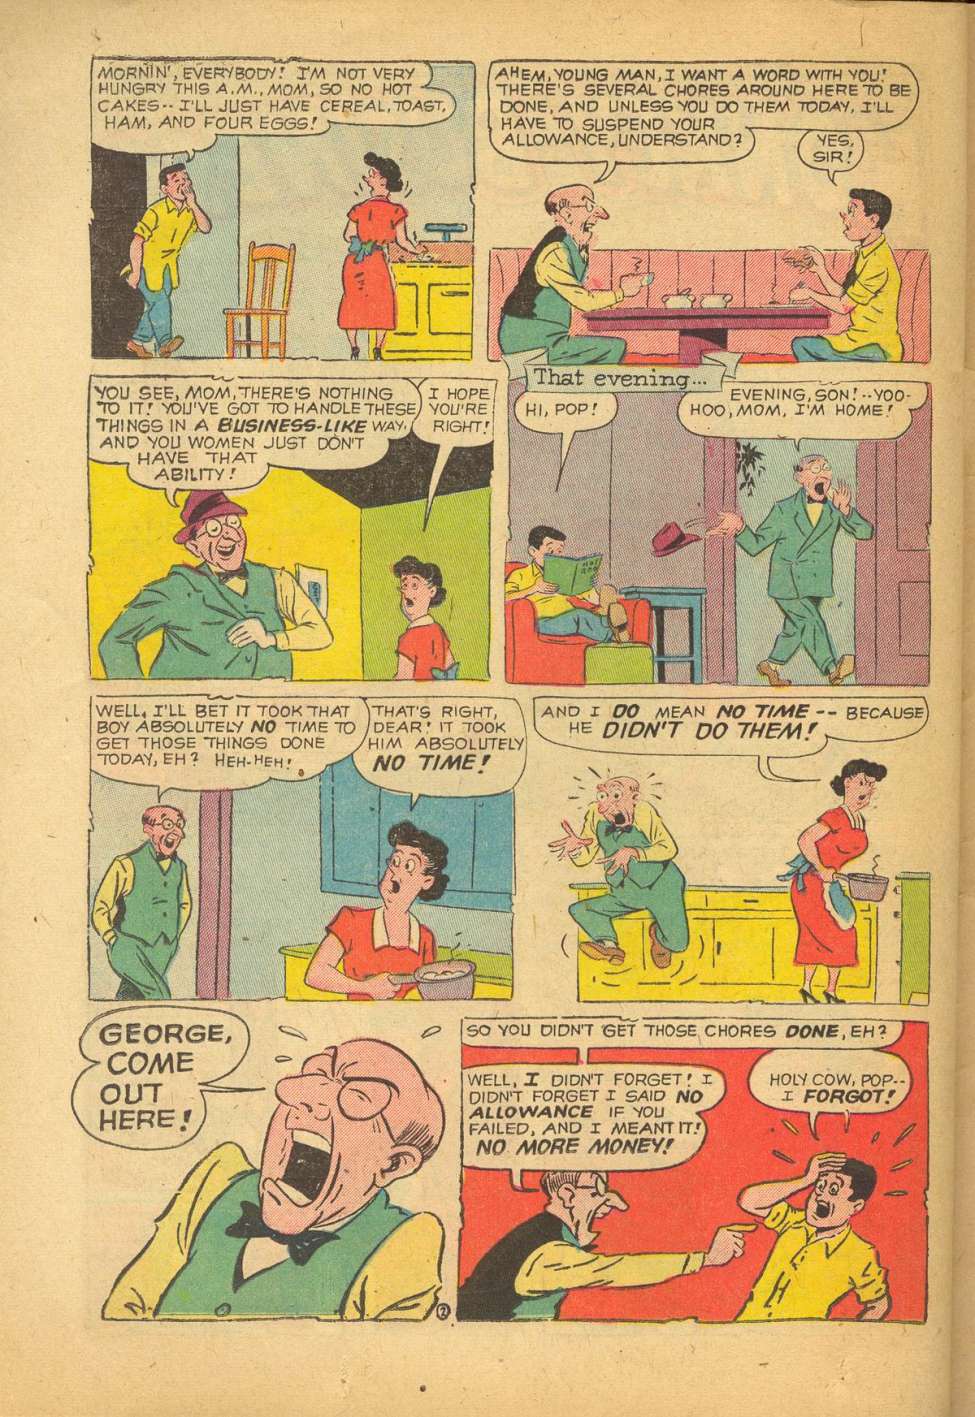 MORNIN', EVERYBODY! I'M NOT VERY
HUNGRY THIS A.M., MOM, SO NO HOT
CAKES-- I'LL JUST HAVE CEREAL, TOAST,
HAM, AND FOUR EGGS!
AHEM, YOUNG MAN, I WANT A WORD WITH YOU!
THERE'S SEVERAL CHORES AROUND HERE TO BE
DONE, AND UNLESS YOU DO THEM TODAY, I'LL
HAVE TO SUSPEND YOUR
ALLOWANCE, UNDERSTAND?
YES,
SIR!
YOU SEE, MOM, THERE'S NOTHING
TO IT! YOU'VE GOT TO HANDLE THESE
THINGS IN A BUSINESS-LIKE WAY,
AND YOU WOMEN JUST DON'T
HAVE THAT
ABILITY!
I HOPE
YOU'RE
RIGHT!
That evening...
HI, POP!
EVENING, SON!--YOO-
HOO, MOM, I'M HOME!
WELL, I'LL BET IT TOOK THAT
BOY ABSOLUTELY NO TIME TO
GET THOSE THINGS DONE
TODAY, EH? HEH-HEH!
THAT'S RIGHT,
DEAR! IT TOOK
HIM ABSOLUTELY
NO TIME!
AND I DO MEAN NO TIME -- BECAUSE
HE DIDN'T DO THEM!
GEORGE,
COME
OUT
HERE!
2
SO YOU DIDN'T GET THOSE CHORES DONE, EH?
WELL, I DIDN'T FORGET! I
DIDN'T FORGET I SAID NO
ALLOWANCE IF YOU
FAILED, AND I MEANT IT!
NO MORE MONEY!
HOLY COW, POP--
I FORGOT!